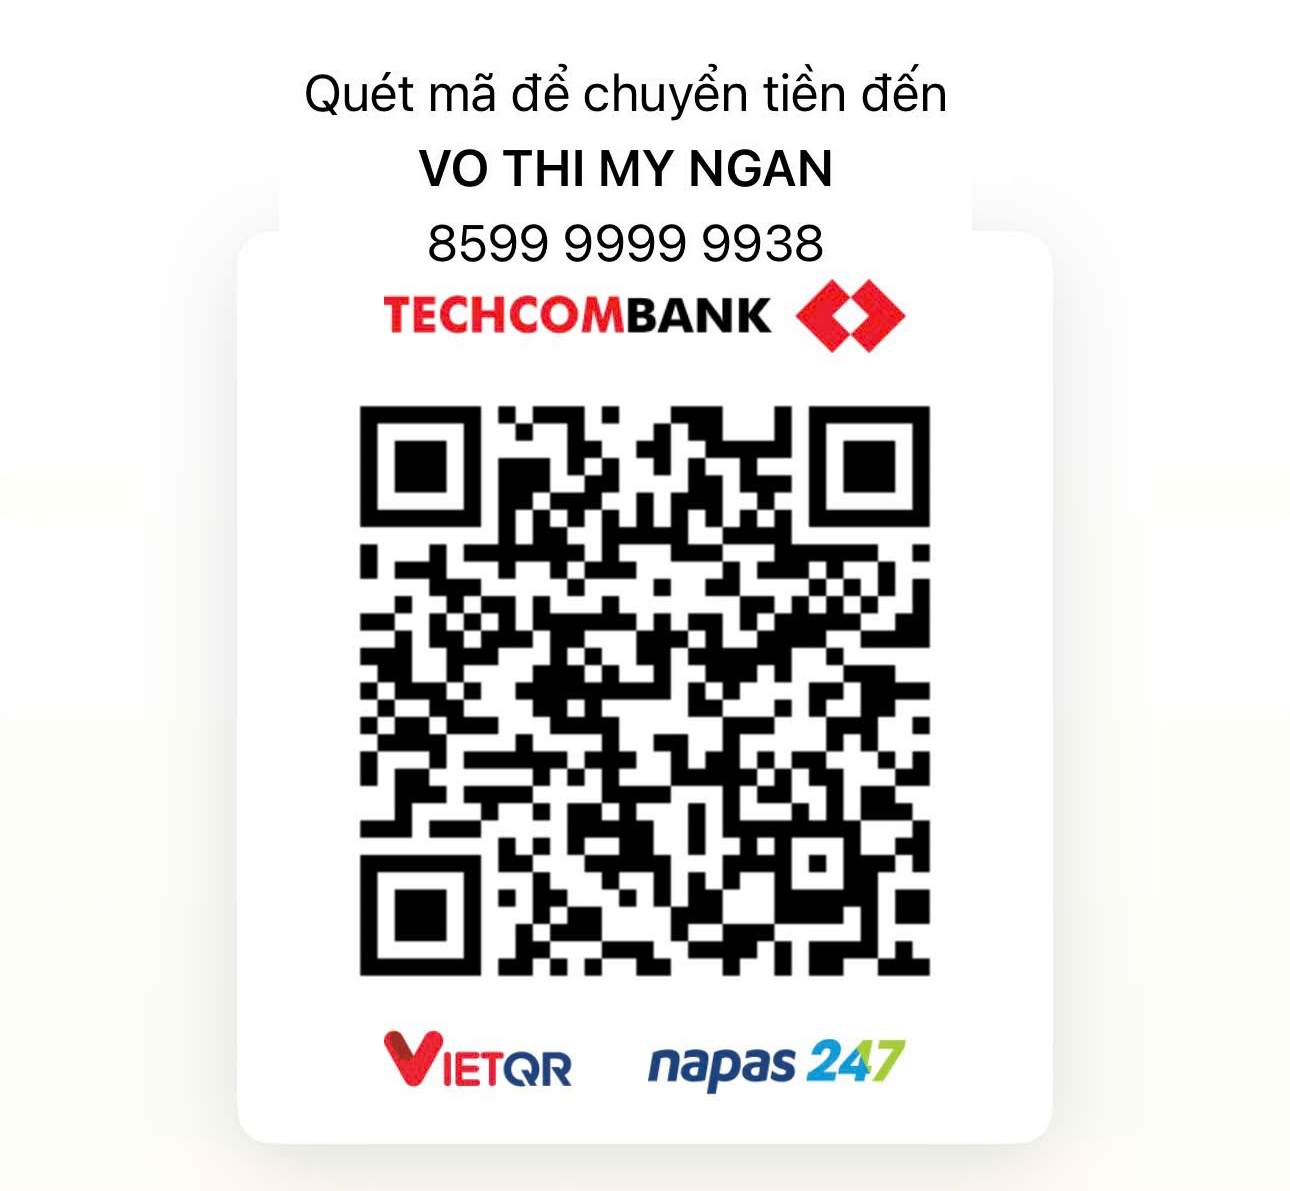 Quét mã để chuyển tiền đến
VO THI MY NGAN
8599 9999 9938
TECHCOMBANK
VIETQR
napas 247